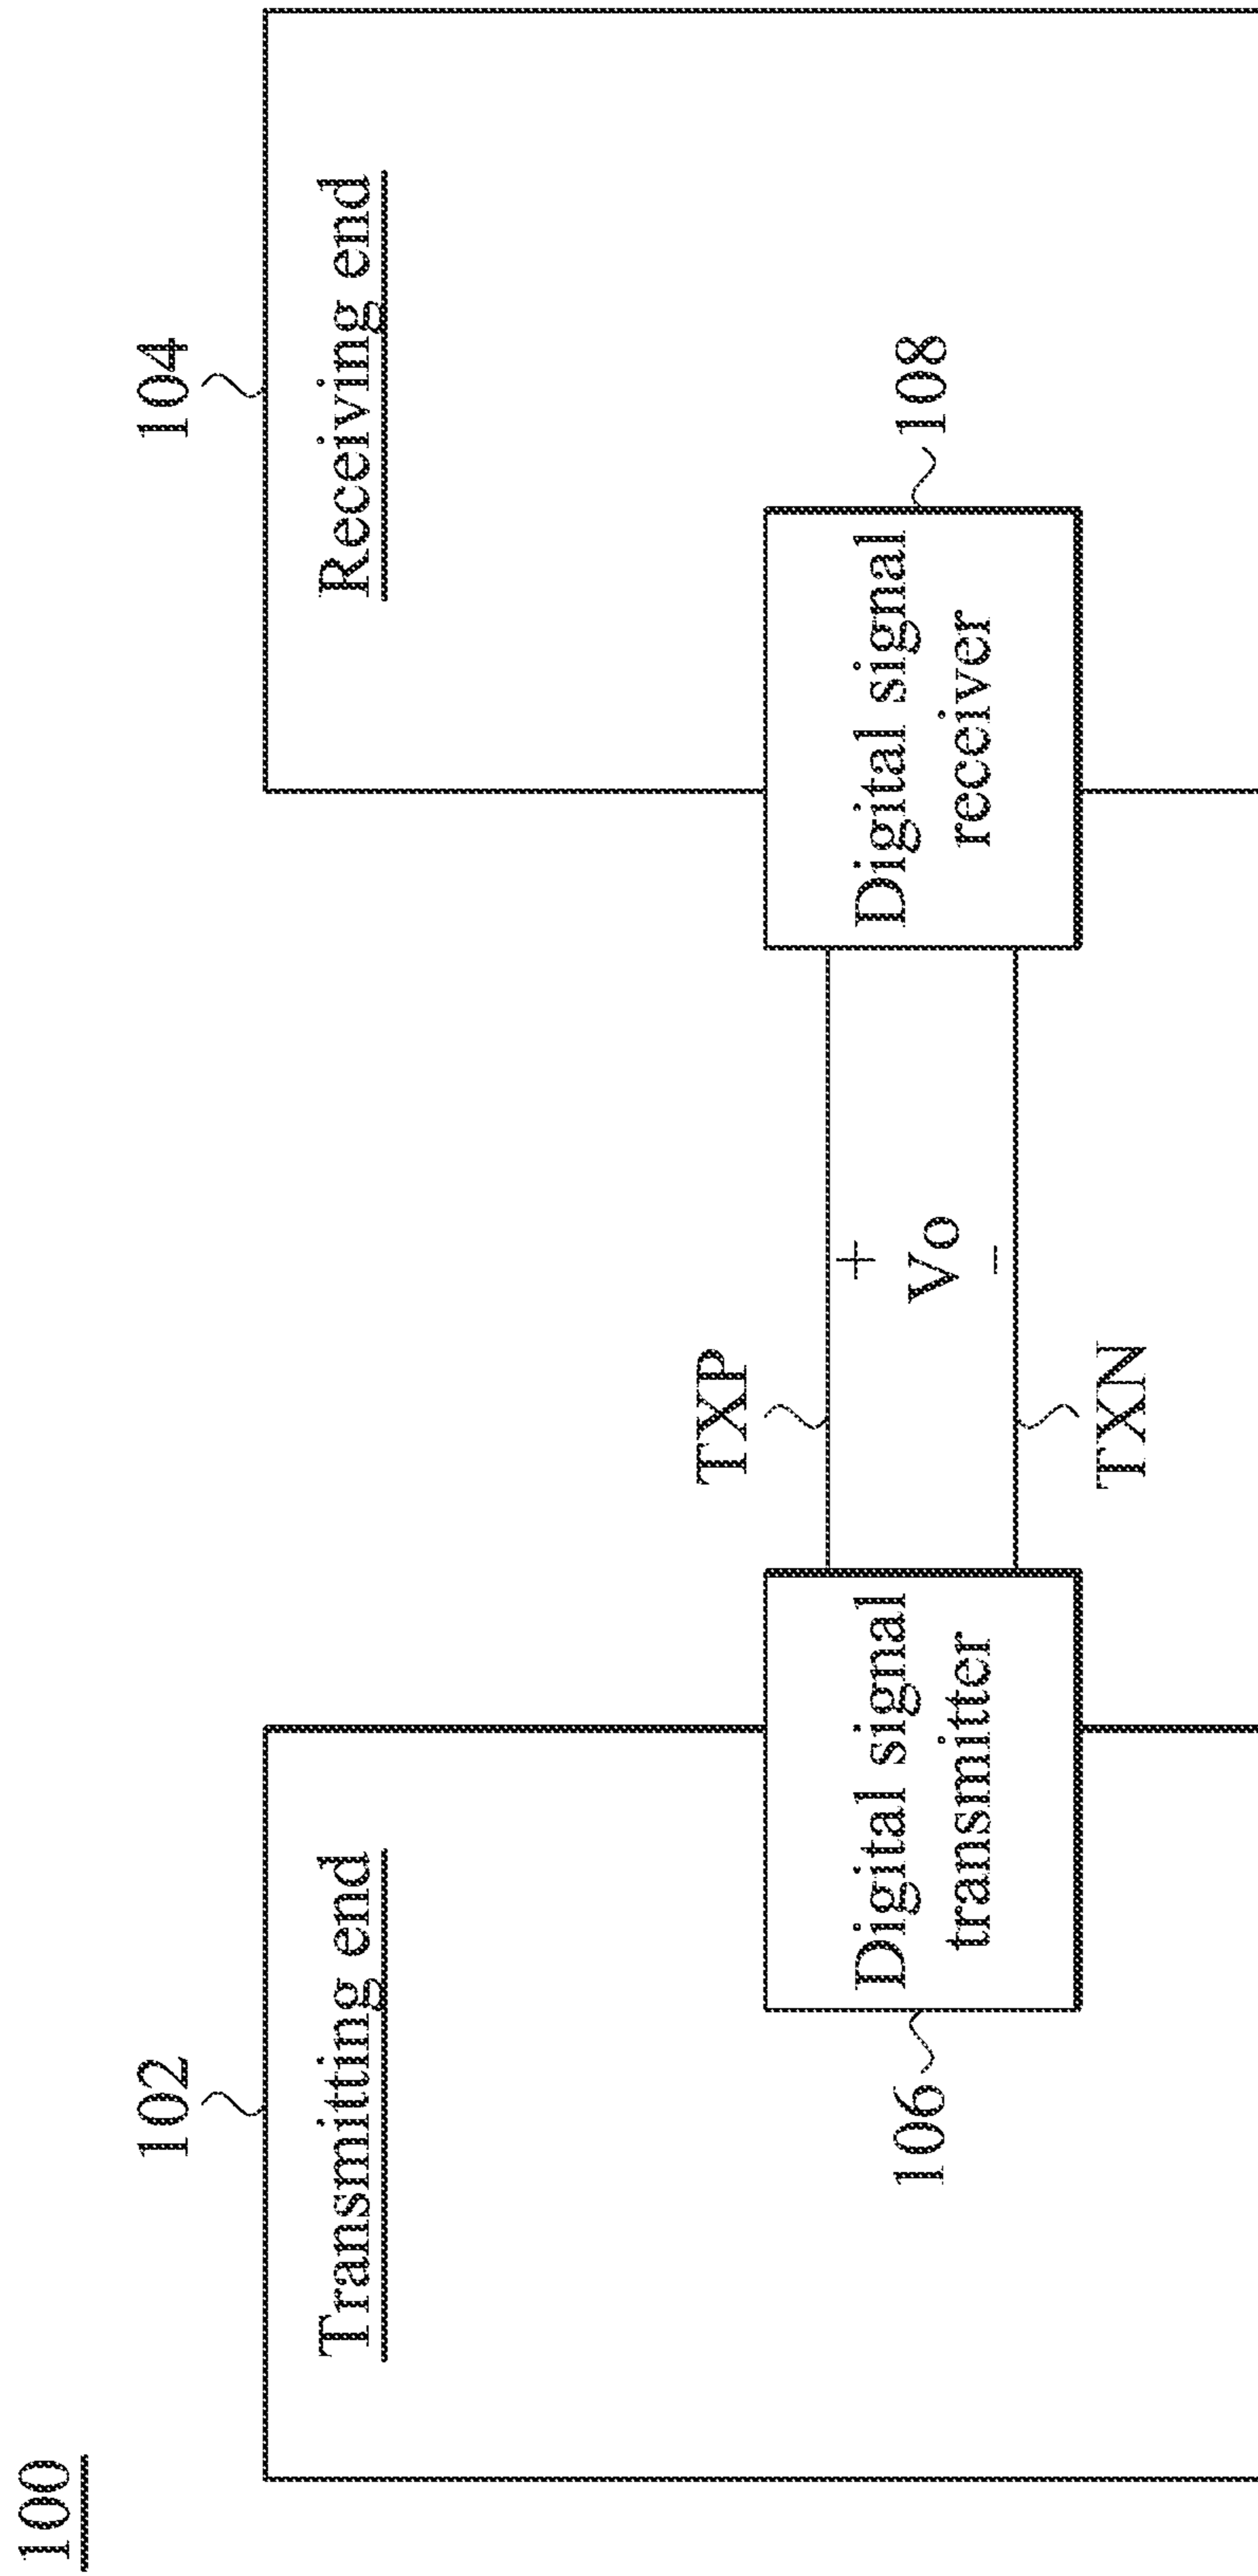 100
102
104
Transmitting end
Receiving end
TXP
Digital signal
transmitter
106
+
Vo
−
Digital signal
receiver
108
TXN